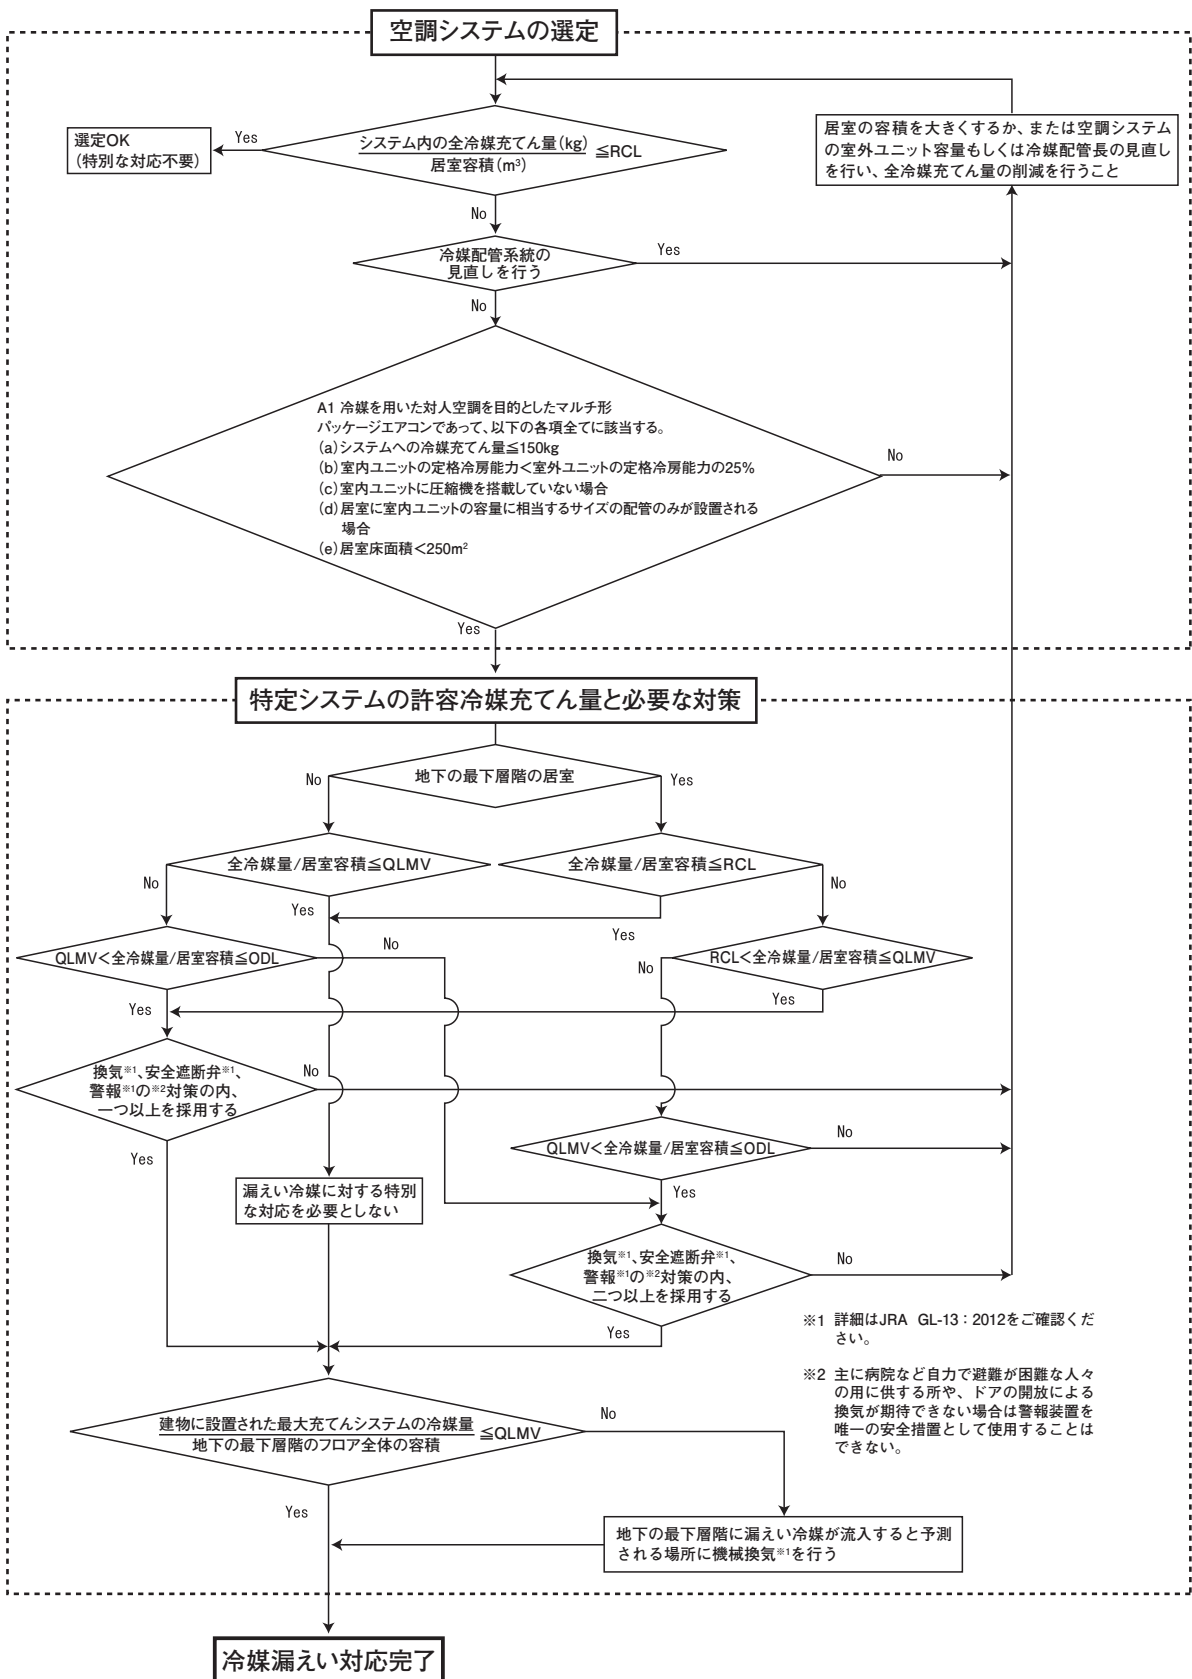 空調システムの選定
選定OK
(特別な対応不要)
Yes
システム内の全冷媒充てん量(kg)
居室容積(m³)
≦RCL
居室の容積を大きくするか、または空調システム
の室外ユニット容量もしくは冷媒配管長の見直し
を行い、全冷媒充てん量の削減を行うこと
No
冷媒配管系統の
見直しを行う
Yes
No
A1 冷媒を用いた対人空調を目的としたマルチ形
パッケージエアコンであって、以下の各項全てに該当する。
(a)システムへの冷媒充てん量≦150kg
(b)室内ユニットの定格冷房能力<室外ユニットの定格冷房能力の25%
(c)室内ユニットに圧縮機を搭載していない場合
(d)居室に室内ユニットの容量に相当するサイズの配管のみが設置される
場合
(e)居室床面積<250m²
No
Yes
特定システムの許容冷媒充てん量と必要な対策
No
地下の最下層階の居室
Yes
全冷媒量/居室容積≦QLMV
全冷媒量/居室容積≦RCL
No
No
Yes
Yes
QLMV<全冷媒量/居室容積≦ODL
No
No
RCL<全冷媒量/居室容積≦QLMV
Yes
Yes
換気※1、安全遮断弁※1、
警報※1の※2対策の内、
一つ以上を採用する
No
Yes
QLMV<全冷媒量/居室容積≦ODL
No
Yes
漏えい冷媒に対する特別
な対応を必要としない
換気※1、安全遮断弁※1、
警報※1の※2対策の内、
二つ以上を採用する
No
Yes
※1 詳細はJRA GL-13：2012をご確認くだ
さい。
※2 主に病院など自力で避難が困難な人々
の用に供する所や、ドアの開放による
換気が期待できない場合は警報装置を
唯一の安全措置として使用することは
できない。
建物に設置された最大充てんシステムの冷媒量
地下の最下層階のフロア全体の容積
≦QLMV
No
Yes
地下の最下層階に漏えい冷媒が流入すると予測
される場所に機械換気※1を行う
冷媒漏えい対応完了